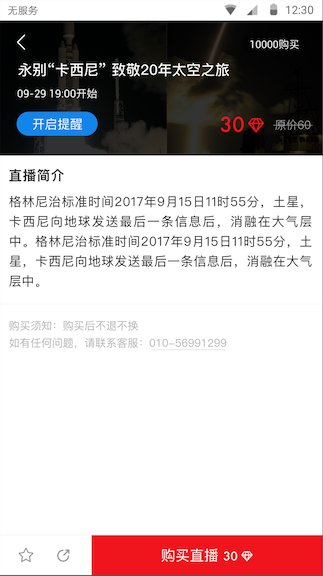 无服务
12:30
10000购买
永别“卡西尼” 致敬20年太空之旅
09-29 19:00开始
开启提醒
30 原价60
直播简介
格林尼治标准时间2017年9月15日11时55分，土星，
卡西尼向地球发送最后一条信息后，消融在大气
层中。格林尼治标准时间2017年9月15日11时55分，土
星，卡西尼向地球发送最后一条信息后，消融在大气
层中。
购买须知：购买后不退不换
如有任何问题，请联系客服：010-56991299
购买直播 30